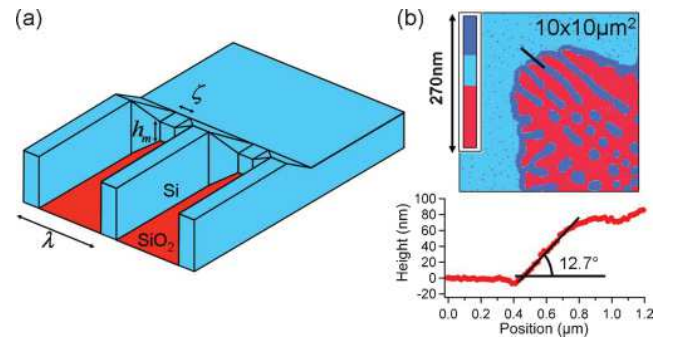 (a)
ζ
hm
Si
SiO2
λ
(b)
10x10μm²
270nm
Height (nm)
100
80
60
40
20
0
-20
12.7°
0.0 0.2 0.4 0.6 0.8 1.0 1.2
Position (μm)